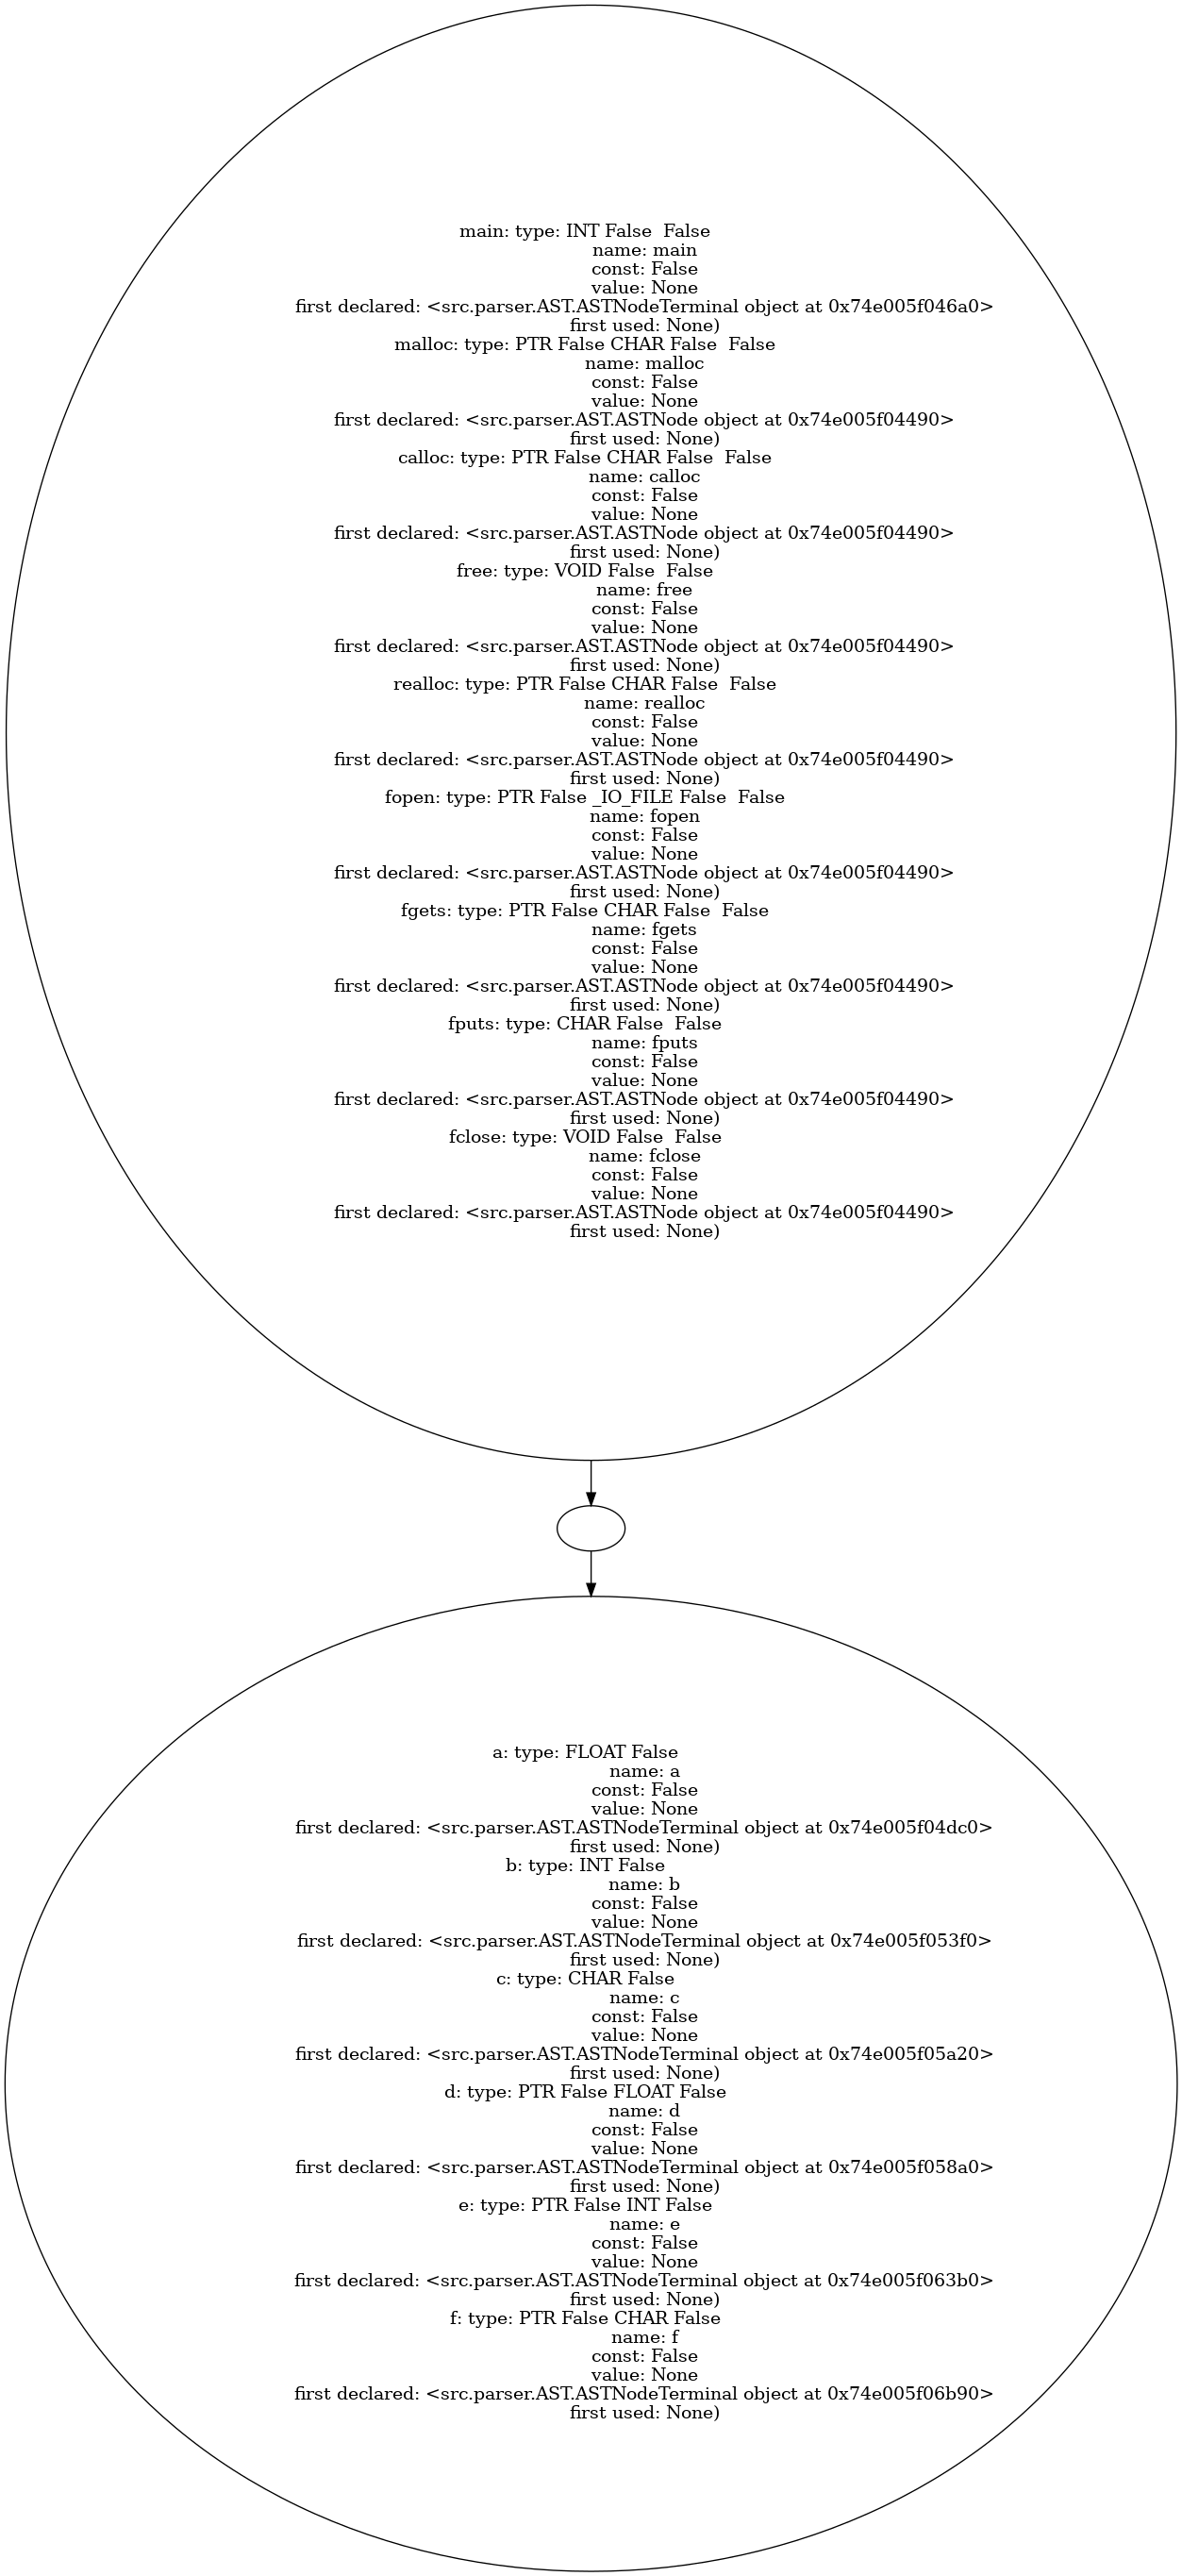 main: type: INT False  False
name: main
const: False
value: None
first declared: <src.parser.AST.ASTNodeTerminal object at 0x74e005f046a0>
first used: None)
malloc: type: PTR False CHAR False  False
name: malloc
const: False
value: None
first declared: <src.parser.AST.ASTNode object at 0x74e005f04490>
first used: None)
calloc: type: PTR False CHAR False  False
name: calloc
const: False
value: None
first declared: <src.parser.AST.ASTNode object at 0x74e005f04490>
first used: None)
free: type: VOID False  False
name: free
const: False
value: None
first declared: <src.parser.AST.ASTNode object at 0x74e005f04490>
first used: None)
realloc: type: PTR False CHAR False  False
name: realloc
const: False
value: None
first declared: <src.parser.AST.ASTNode object at 0x74e005f04490>
first used: None)
fopen: type: PTR False _IO_FILE False  False
name: fopen
const: False
value: None
first declared: <src.parser.AST.ASTNode object at 0x74e005f04490>
first used: None)
fgets: type: PTR False CHAR False  False
name: fgets
const: False
value: None
first declared: <src.parser.AST.ASTNode object at 0x74e005f04490>
first used: None)
fputs: type: CHAR False  False
name: fputs
const: False
value: None
first declared: <src.parser.AST.ASTNode object at 0x74e005f04490>
first used: None)
fclose: type: VOID False  False
name: fclose
const: False
value: None
first declared: <src.parser.AST.ASTNode object at 0x74e005f04490>
first used: None)
a: type: FLOAT False
name: a
const: False
value: None
first declared: <src.parser.AST.ASTNodeTerminal object at 0x74e005f04dc0>
first used: None)
b: type: INT False
name: b
const: False
value: None
first declared: <src.parser.AST.ASTNodeTerminal object at 0x74e005f053f0>
first used: None)
c: type: CHAR False
name: c
const: False
value: None
first declared: <src.parser.AST.ASTNodeTerminal object at 0x74e005f05a20>
first used: None)
d: type: PTR False FLOAT False
name: d
const: False
value: None
first declared: <src.parser.AST.ASTNodeTerminal object at 0x74e005f058a0>
first used: None)
e: type: PTR False INT False
name: e
const: False
value: None
first declared: <src.parser.AST.ASTNodeTerminal object at 0x74e005f063b0>
first used: None)
f: type: PTR False CHAR False
name: f
const: False
value: None
first declared: <src.parser.AST.ASTNodeTerminal object at 0x74e005f06b90>
first used: None)